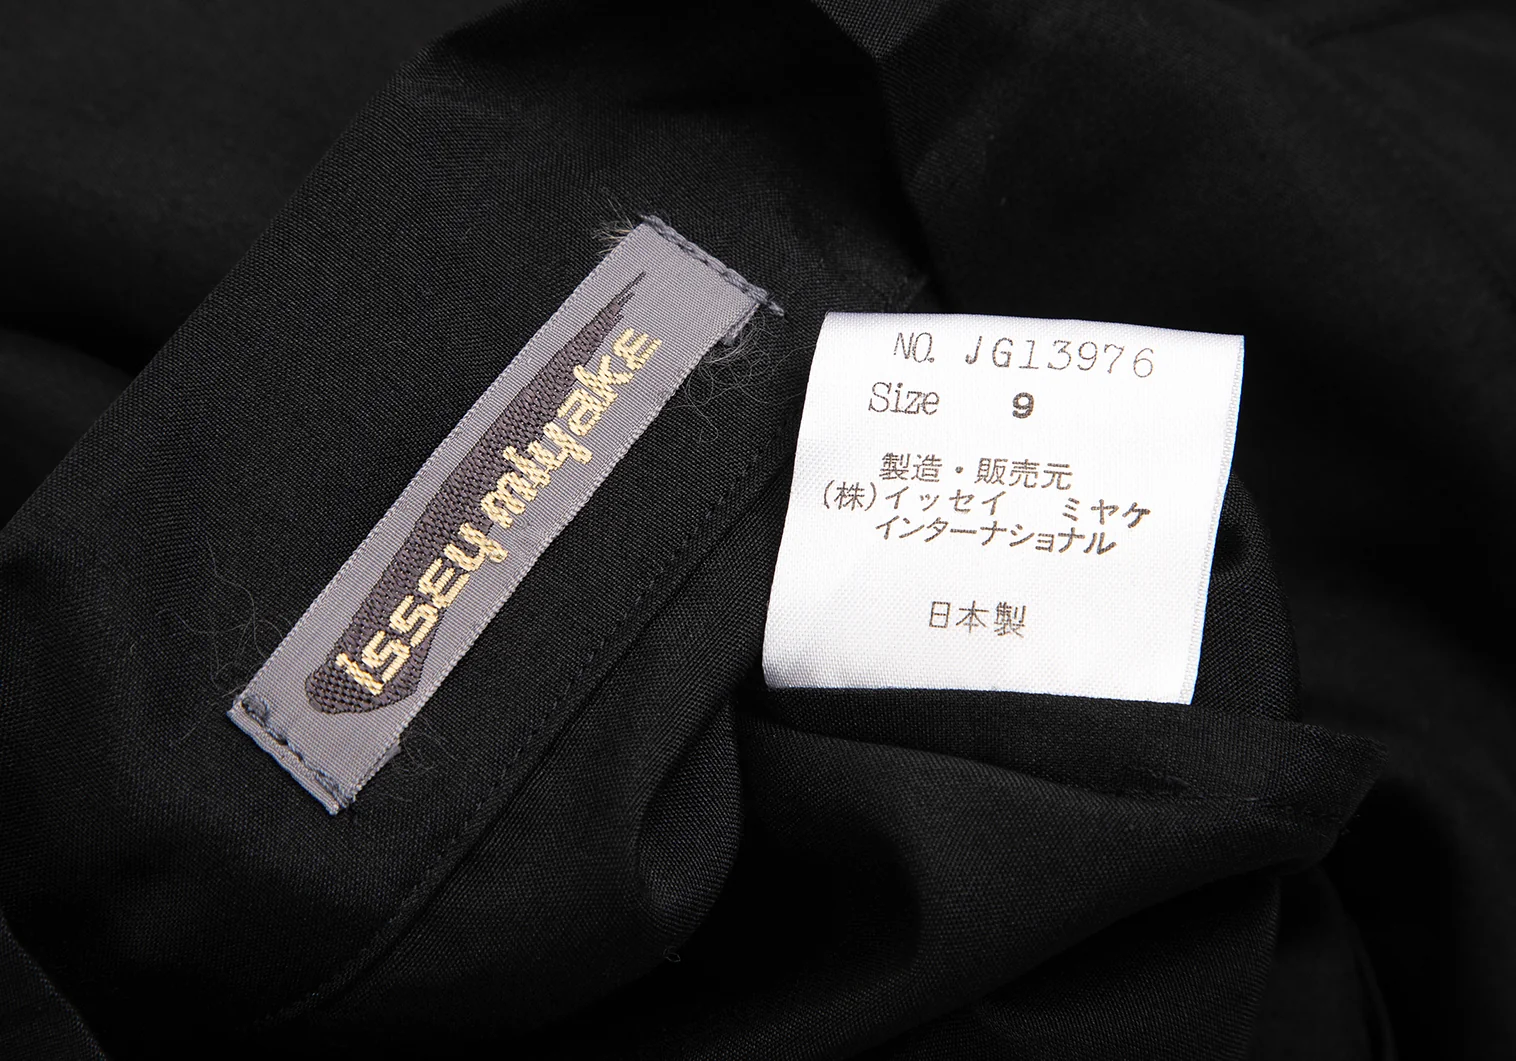 ISSEY miyake
NO. JG13976
Size 9
製造・販売元
(株)イッセイ ミヤケ
インターナショナル
日本製